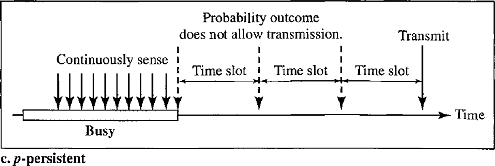 Probability outcome
does not allow transmission.
Transmit
Continuously sense
Time slot
Time slot
Time slot
Time
Busy
c. p-persistent